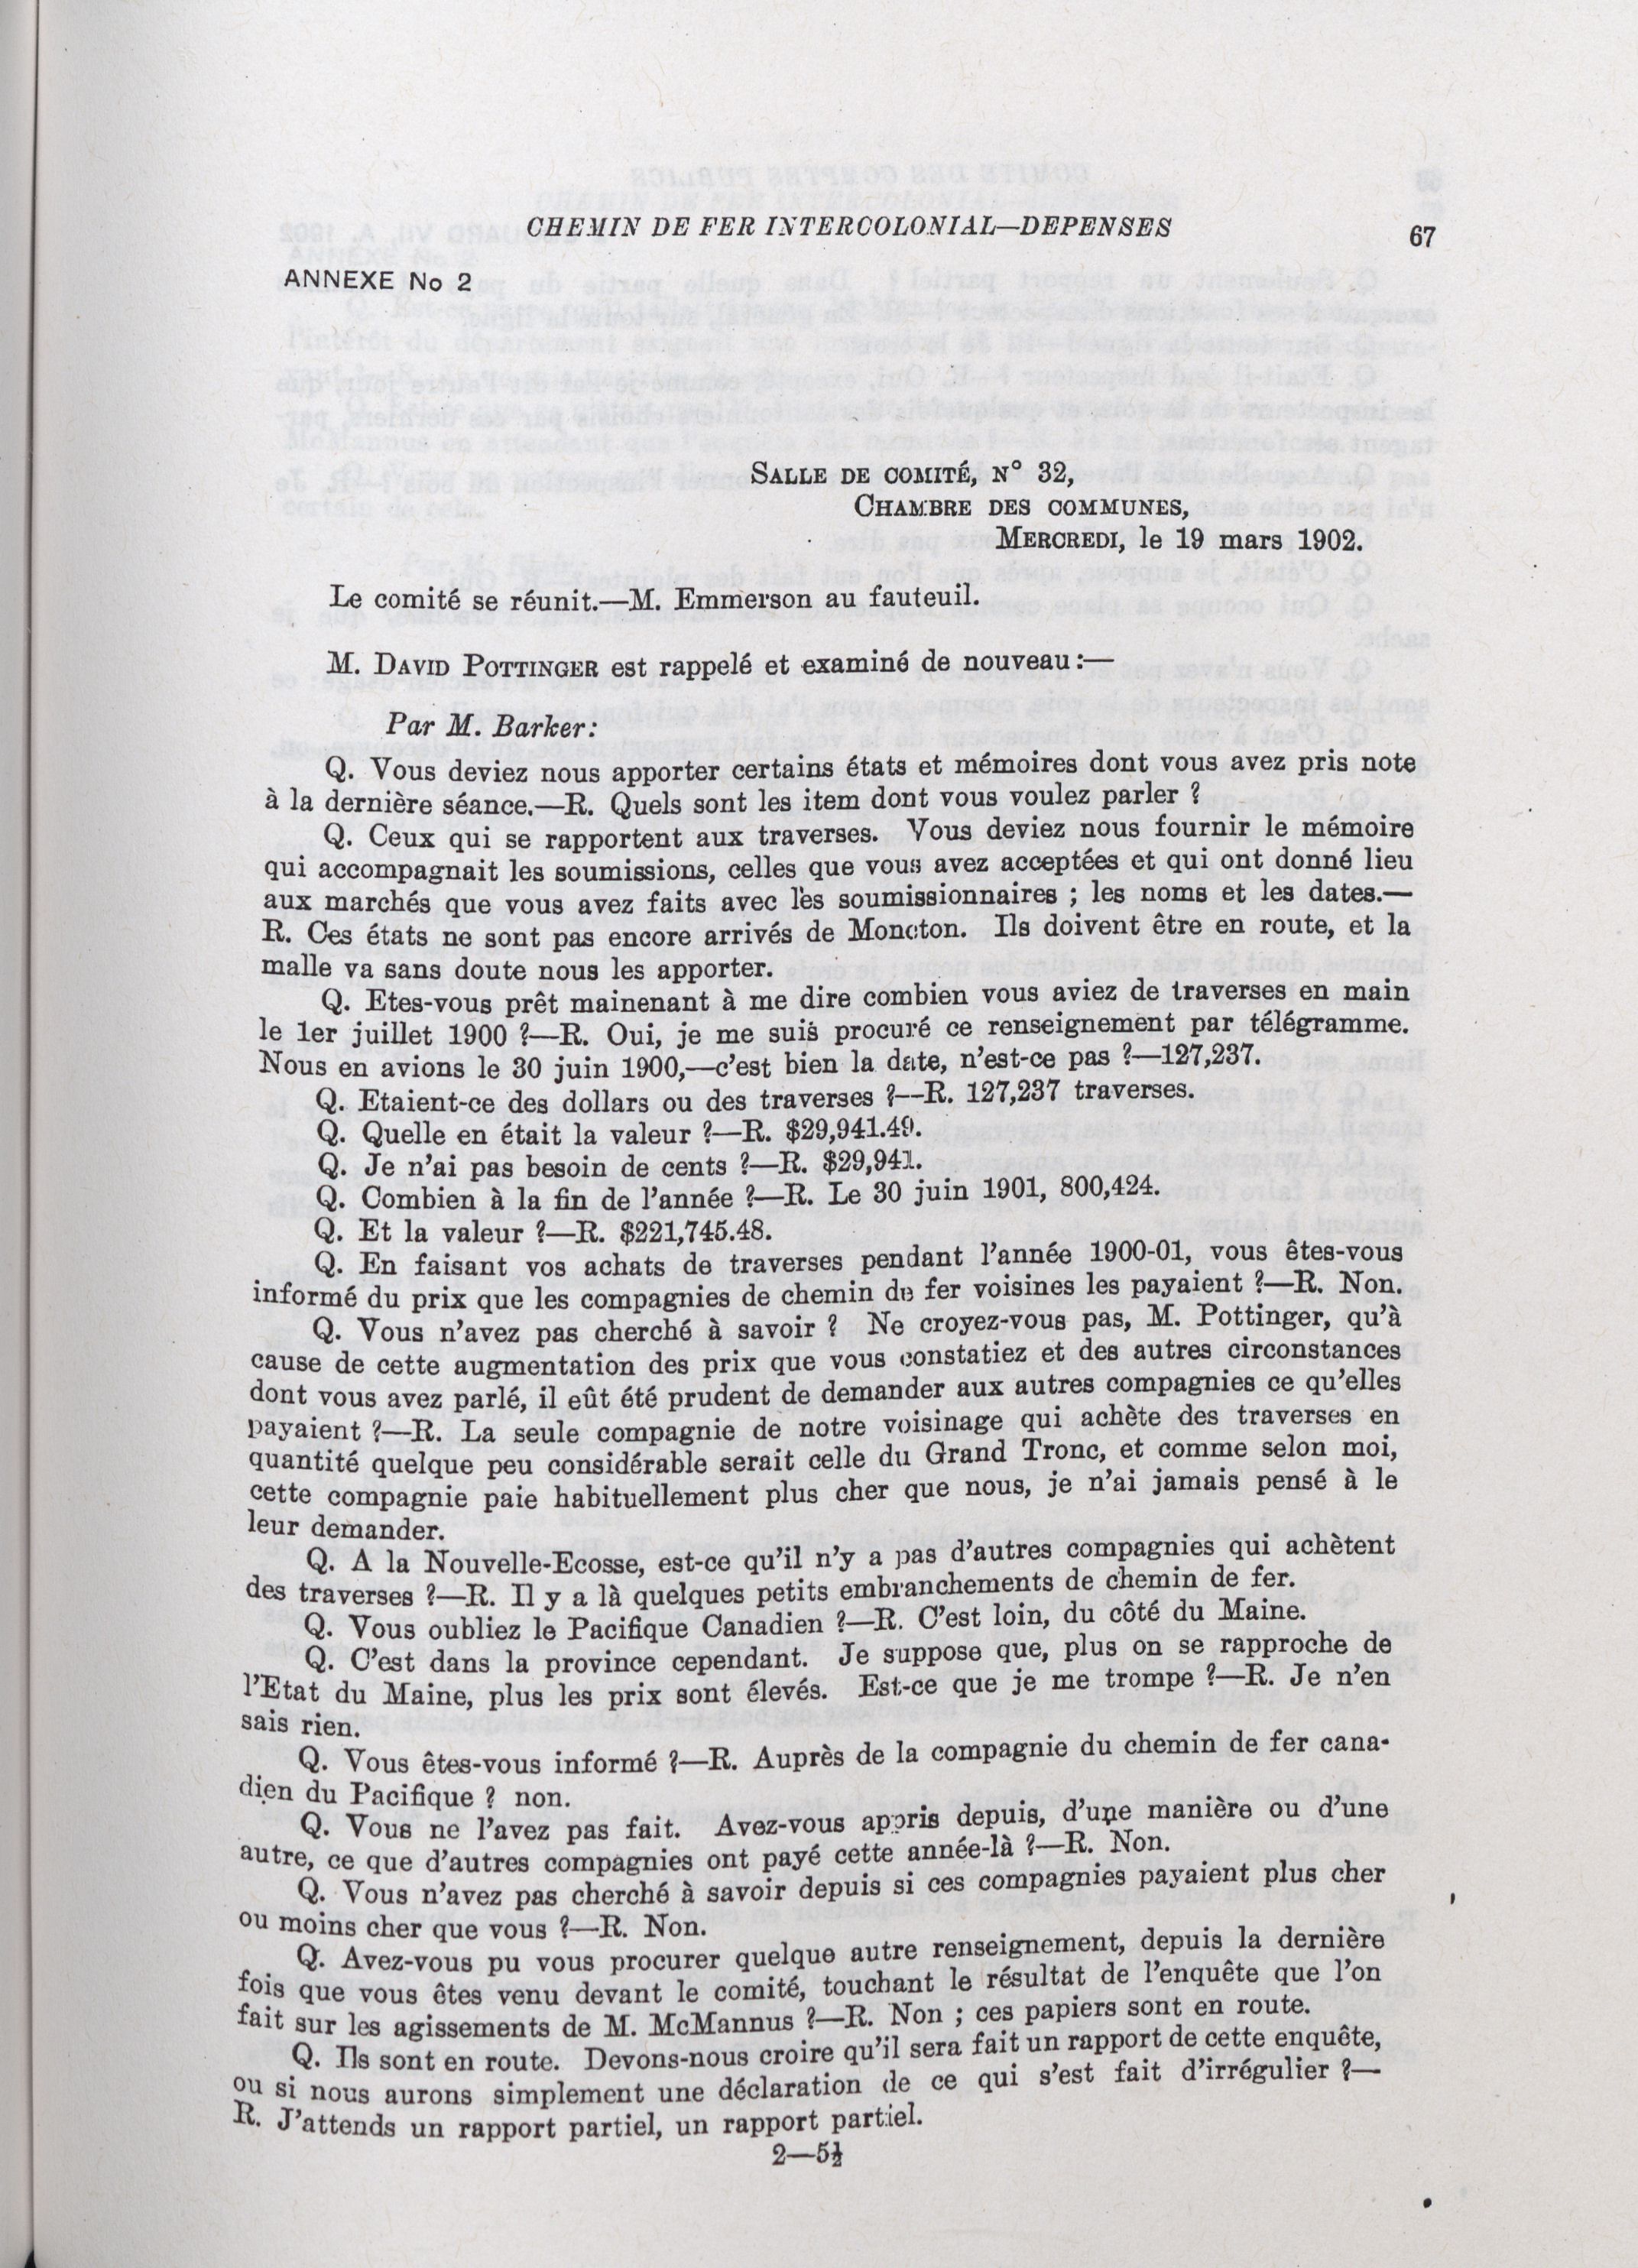 CHEMIN DE FER INTERCOLONIAL—DEPENSES 67
ANNEXE No 2
SALLE DE COMITÉ, N° 32,
CHAMBRE DES COMMUNES,
MERCREDI, le 19 mars 1902.
Le comité se réunit.—M. Emmerson au fauteuil.
M. DAVID POTTINGER est rappelé et examiné de nouveau :—
Par M. Barker:
Q. Vous deviez nous apporter certains états et mémoires dont vous avez pris note
à la dernière séance.—R. Quels sont les item dont vous voulez parler ?
Q. Ceux qui se rapportent aux traverses. Vous deviez nous fournir le mémoire
qui accompagnait les soumissions, celles que vous avez acceptées et qui ont donné lieu
aux marchés que vous avez faits avec les soumissionnaires ; les noms et les dates.—
R. Ces états ne sont pas encore arrivés de Moncton. Ils doivent être en route, et la
malle va sans doute nous les apporter.
Q. Etes-vous prêt mainenant à me dire combien vous aviez de traverses en main
le 1er juillet 1900 ?—R. Oui, je me suis procuré ce renseignement par télégramme.
Nous en avions le 30 juin 1900,—c'est bien la date, n'est-ce pas ?—127,237.
Q. Etaient-ce des dollars ou des traverses ?—R. 127,237 traverses.
Q. Quelle en était la valeur ?—R. $29,941.49.
Q. Je n'ai pas besoin de cents ?—R. $29,941.
Q. Combien à la fin de l'année ?—R. Le 30 juin 1901, 800,424.
Q. Et la valeur ?—R. $221,745.48.
Q. En faisant vos achats de traverses pendant l'année 1900-01, vous êtes-vous
informé du prix que les compagnies de chemin de fer voisines les payaient ?—R. Non.
Q. Vous n'avez pas cherché à savoir ? Ne croyez-vous pas, M. Pottinger, qu'à
cause de cette augmentation des prix que vous constatiez et des autres circonstances
dont vous avez parlé, il eût été prudent de demander aux autres compagnies ce qu'elles
payaient ?—R. La seule compagnie de notre voisinage qui achète des traverses en
quantité quelque peu considérable serait celle du Grand Tronc, et comme selon moi,
cette compagnie paie habituellement plus cher que nous, je n'ai jamais pensé à le
leur demander.
Q. A la Nouvelle-Ecosse, est-ce qu'il n'y a pas d'autres compagnies qui achètent
des traverses ?—R. Il y a là quelques petits embranchements de chemin de fer.
Q. Vous oubliez le Pacifique Canadien ?—R. C'est loin, du côté du Maine.
Q. C'est dans la province cependant. Je suppose que, plus on se rapproche de
l'Etat du Maine, plus les prix sont élevés. Est-ce que je me trompe ?—R. Je n'en
sais rien.
Q. Vous êtes-vous informé ?—R. Auprès de la compagnie du chemin de fer cana-
dien du Pacifique ? non.
Q. Vous ne l'avez pas fait. Avez-vous appris depuis, d'une manière ou d'une
autre, ce que d'autres compagnies ont payé cette année-là ?—R. Non.
Q. Vous n'avez pas cherché à savoir depuis si ces compagnies payaient plus cher
ou moins cher que vous ?—R. Non.
Q. Avez-vous pu vous procurer quelque autre renseignement, depuis la dernière
fois que vous êtes venu devant le comité, touchant le résultat de l'enquête que l'on
fait sur les agissements de M. McMannus ?—R. Non ; ces papiers sont en route.
Q. Ils sont en route. Devons-nous croire qu'il sera fait un rapport de cette enquête,
ou si nous aurons simplement une déclaration de ce qui s'est fait d'irrégulier ?—
R. J'attends un rapport partiel, un rapport partiel.
2—5½